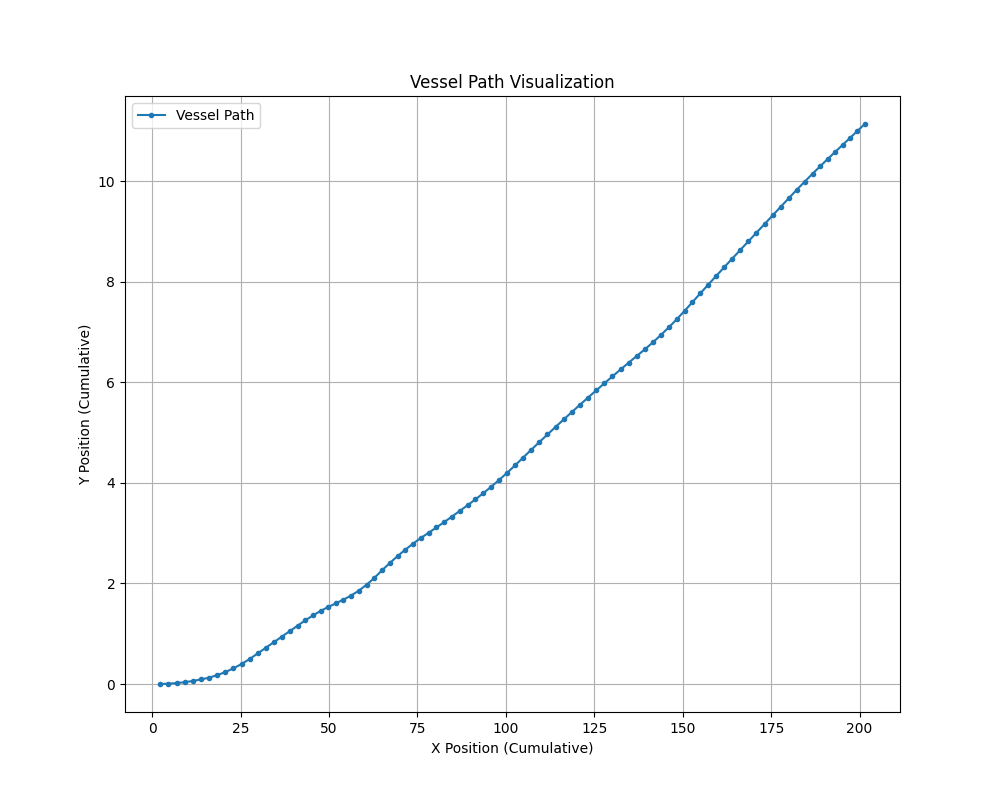 Vessel Path Visualization
Vessel Path
Y Position (Cumulative)
10
8
6
4
2
0
0 25 50 75 100 125 150 175 200
X Position (Cumulative)